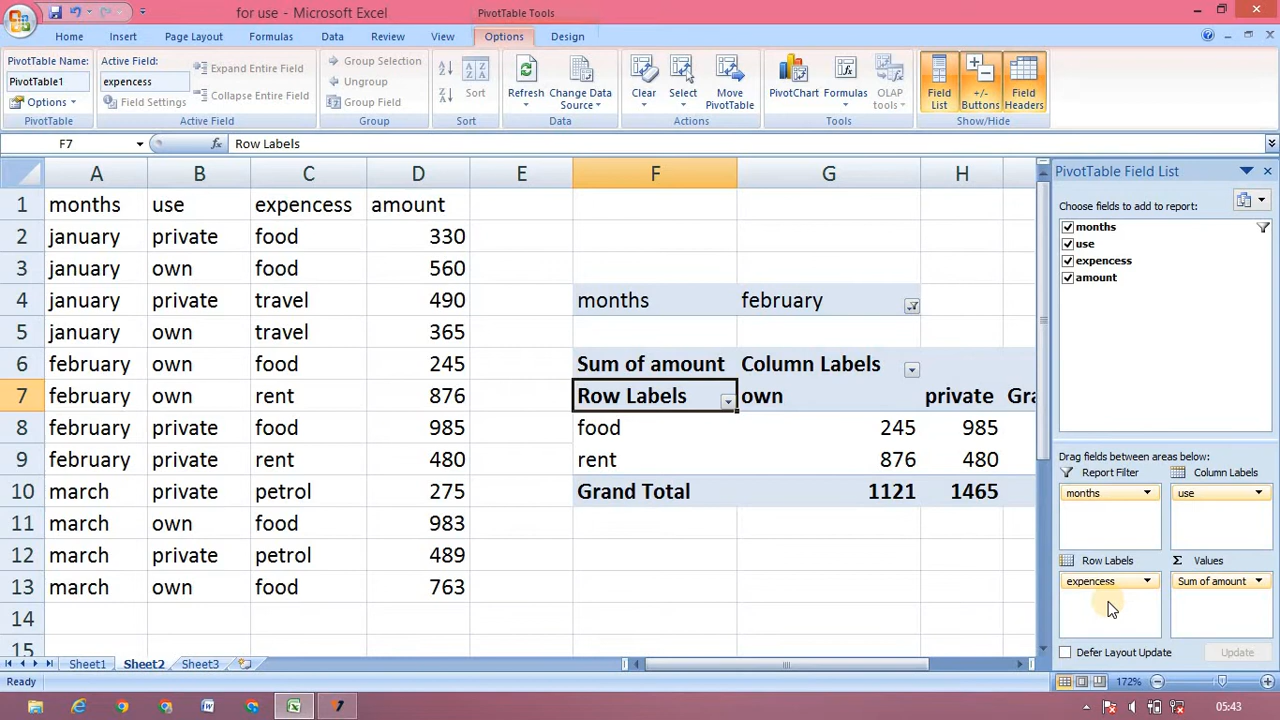 for use - Microsoft Excel
PivotTable Tools
Home Insert Page Layout Formulas Data Review View Options Design
PivotTable Name: Active Field:
PivotTable1 expencess
Options Field Settings
Expand Entire Field
Collapse Entire Field
Group Selection
Ungroup
Group Field
Sort
Refresh Change Data Source
Clear Select Move PivotTable
PivotChart Formulas OLAP tools
Field List +/- Buttons Field Headers
PivotTable Active Field Group Sort Data Actions Tools Show/Hide
F7 fx Row Labels
A B C D E F G H
1 months use expencess amount
2 january private food 330
3 january own food 560
4 january private travel 490 months february
5 january own travel 365
6 february own food 245 Sum of amount Column Labels
7 february own rent 876 Row Labels own private Gra
8 february private food 985 food 245 985
9 february private rent 480 rent 876 480
10 march private petrol 275 Grand Total 1121 1465
11 march own food 983
12 march private petrol 489
13 march own food 763
14
15
PivotTable Field List
Choose fields to add to report:
months
use
expencess
amount
Drag fields between areas below:
Report Filter Column Labels
months use
Row Labels Σ Values
expencess Sum of amount
Defer Layout Update Update
Sheet1 Sheet2 Sheet3
Ready 172%
05:43